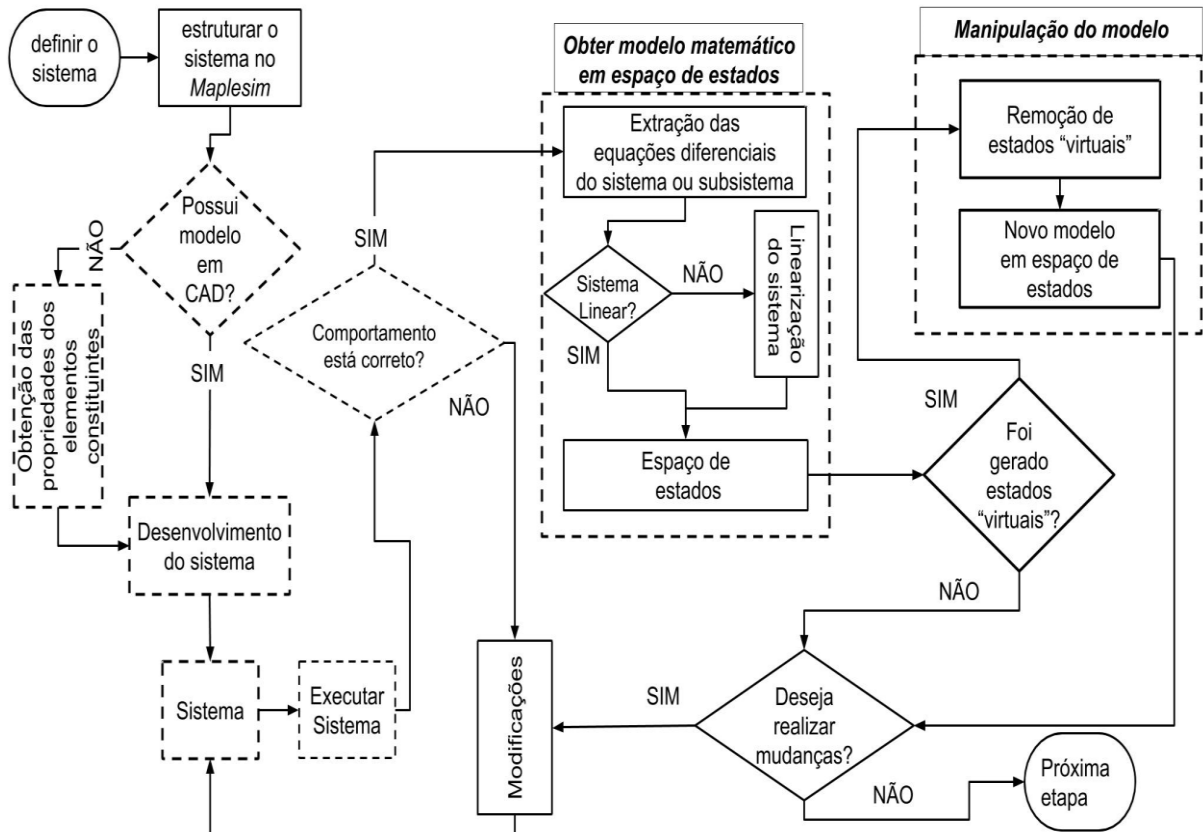 definir o
sistema
estruturar o
sistema no
Maplesim
Possui
modelo
em
CAD?
NÃO
SIM
Obtenção das
propriedades dos
elementos
constituintes
Desenvolvimento
do sistema
Sistema
Executar
Sistema
Comportamento
está correto?
SIM
NÃO
Modificações
Obter modelo matemático
em espaço de estados
Extração das
equações diferenciais
do sistema ou subsistema
Sistema
Linear?
NÃO
SIM
Linearização
do sistema
Espaço de
estados
Manipulação do modelo
Remoção de
estados “virtuais”
Novo modelo
em espaço de
estados
SIM
Foi
gerado
estados
“virtuais”?
NÃO
Deseja
realizar
mudanças?
SIM
NÃO
Próxima
etapa